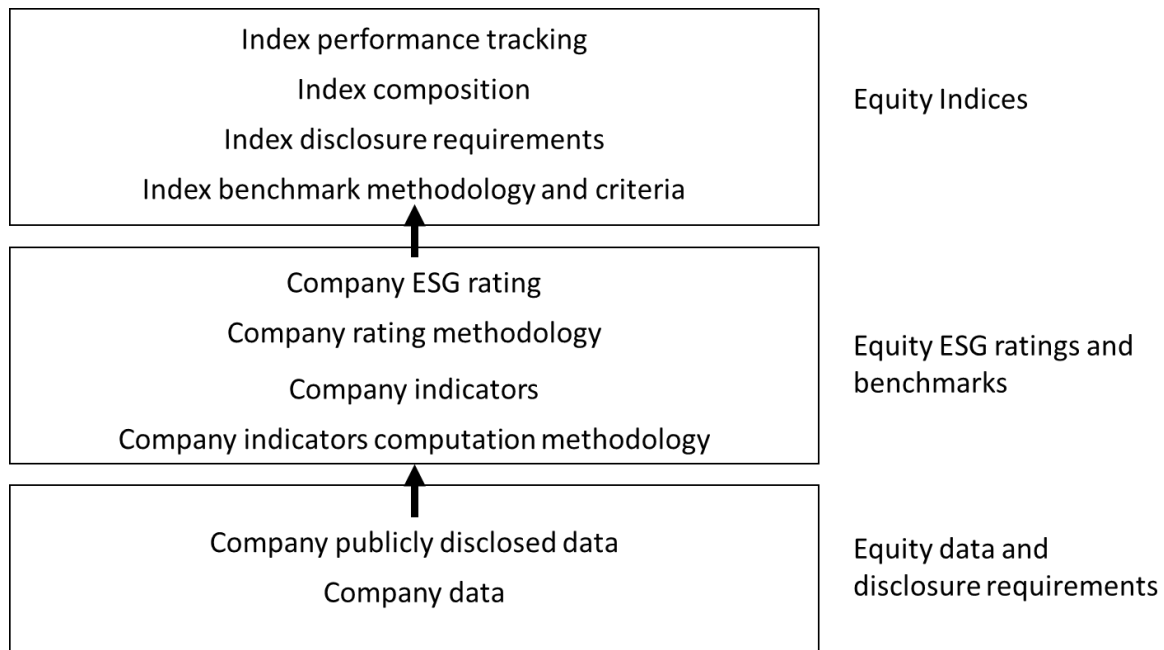 Index performance tracking
Index composition
Index disclosure requirements
Index benchmark methodology and criteria
Equity Indices
Company ESG rating
Company rating methodology
Company indicators
Company indicators computation methodology
Equity ESG ratings and
benchmarks
Company publicly disclosed data
Company data
Equity data and
disclosure requirements